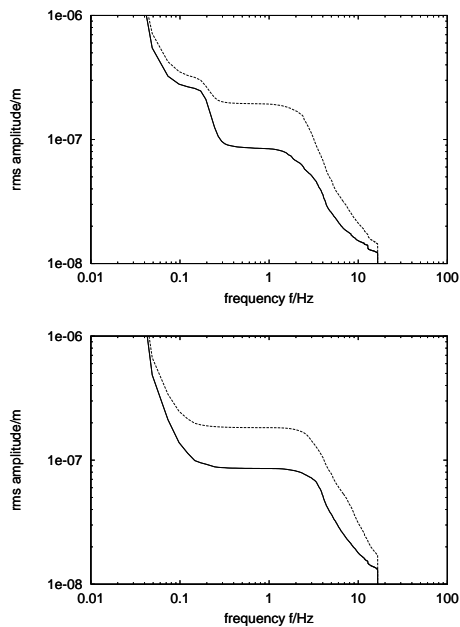 1e-06
1e-07
1e-08
rms amplitude/m
0.01 0.1 1 10 100
frequency f/Hz
1e-06
1e-07
1e-08
rms amplitude/m
0.01 0.1 1 10 100
frequency f/Hz